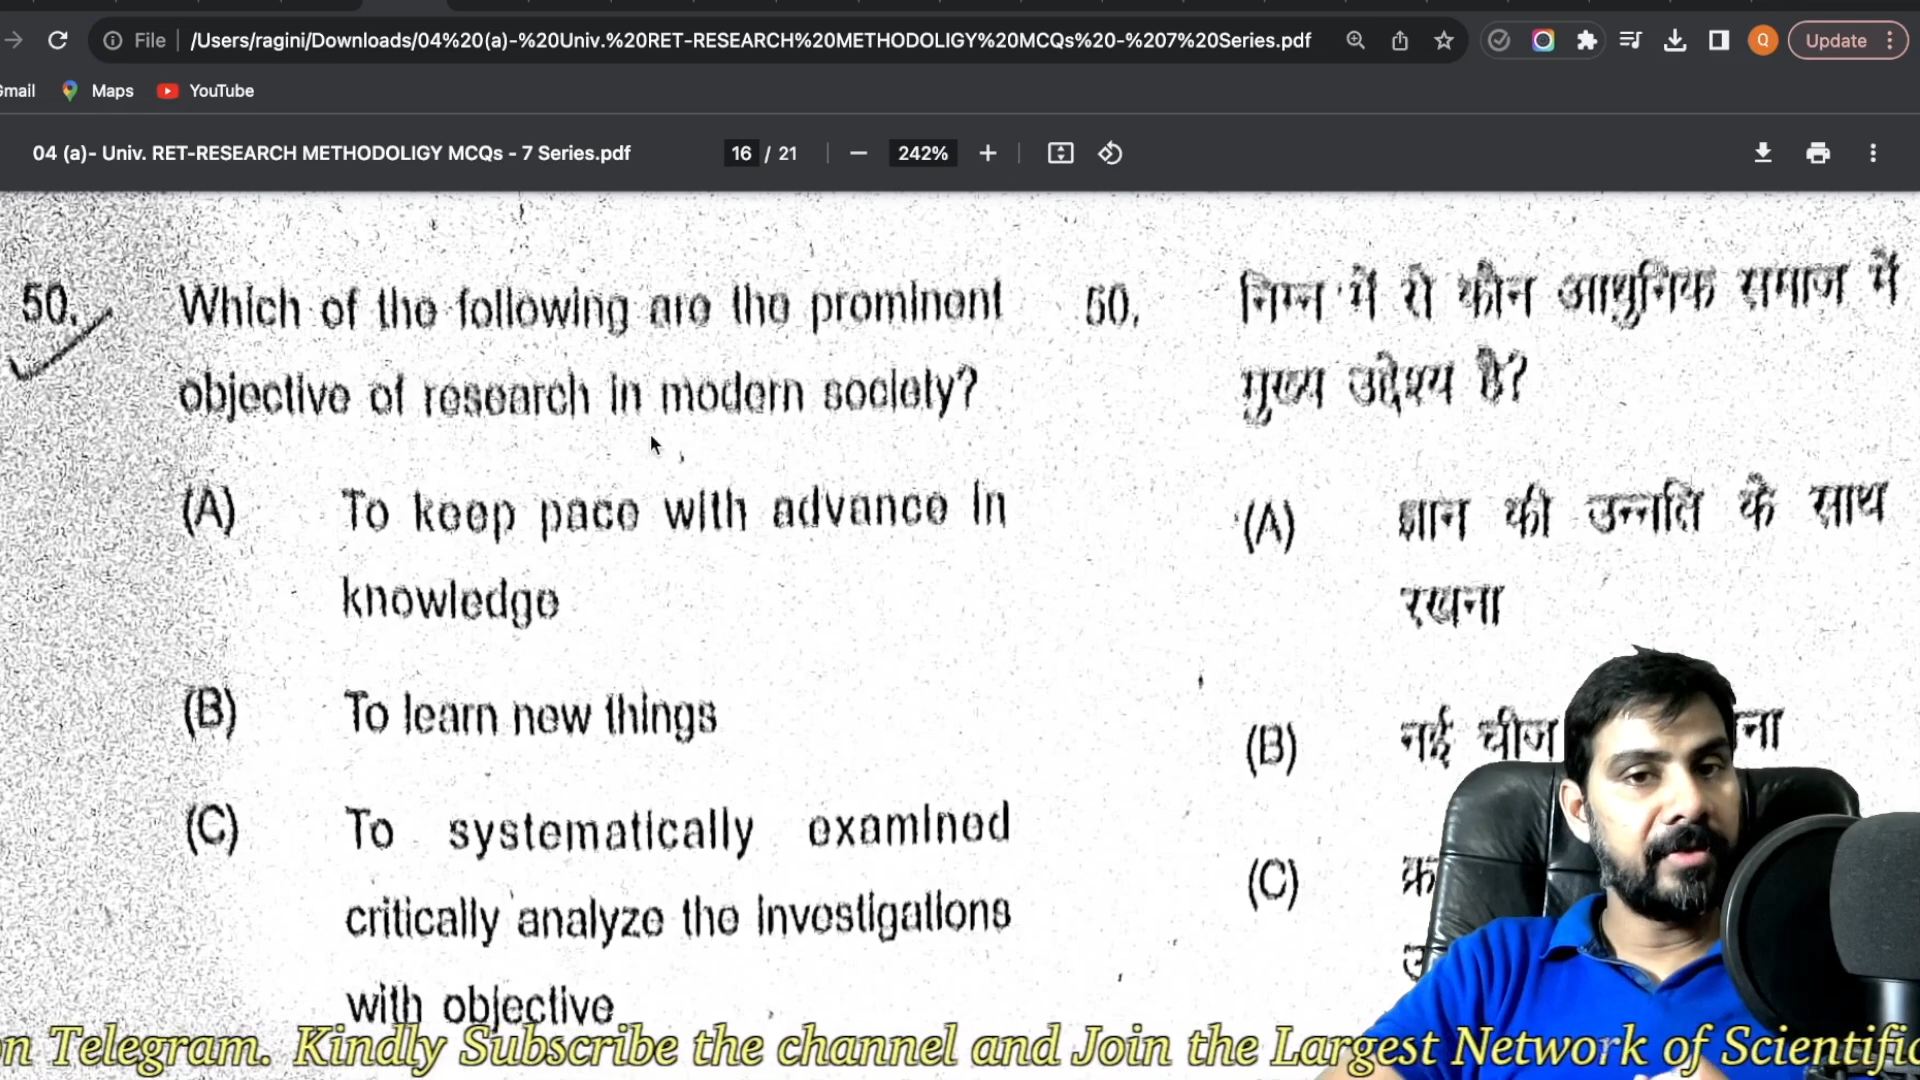 File /Users/ragini/Downloads/04%20(a)-%20Univ.%20RET-RESEARCH%20METHODOLIGY%20MCQs%20-%207%20Series.pdf Q Update
Gmail Maps YouTube
04 (a)- Univ. RET-RESEARCH METHODOLIGY MCQs - 7 Series.pdf 16 / 21 242%
50. Which of the following are the prominent
objective of research in modern society?
(A) To keep pace with advance in
knowledge
(B) To learn new things
(C) To systematically examined
critically analyze the investigations
with objective
50. निम्न में से कौन आधुनिक समाज में
मुख्य उद्देश्य है?
(A) ज्ञान की उन्नति के साथ
रखना
(B) नई चीज
(C)
on Telegram. Kindly Subscribe the channel and Join the Largest Network of Scientific